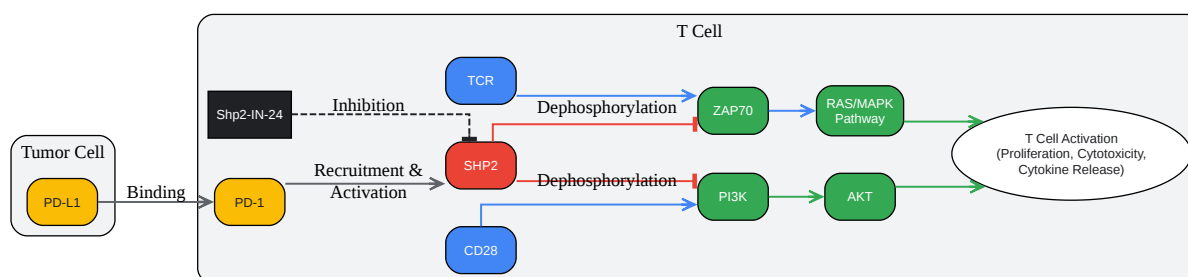 T Cell
TCR
Shp2-IN-24
Inhibition
Dephosphorylation
ZAP70
RAS/MAPK
Pathway
Tumor Cell
PD-L1
Binding
PD-1
Recruitment &
Activation
SHP2
Dephosphorylation
PI3K
AKT
T Cell Activation
(Proliferation, Cytotoxicity,
Cytokine Release)
CD28